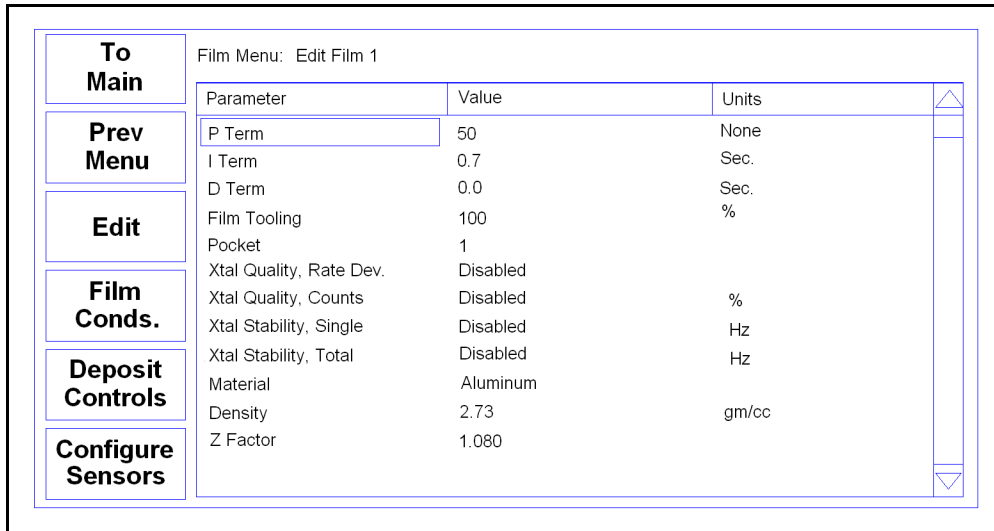 To
Main
Prev
Menu
Edit
Film
Conds.
Deposit
Controls
Configure
Sensors
Film Menu: Edit Film 1
Parameter Value Units
P Term 50 None
I Term 0.7 Sec.
D Term 0.0 Sec.
Film Tooling 100 %
Pocket 1
Xtal Quality, Rate Dev. Disabled
Xtal Quality, Counts Disabled %
Xtal Stability, Single Disabled Hz
Xtal Stability, Total Disabled Hz
Material Aluminum
Density 2.73 gm/cc
Z Factor 1.080